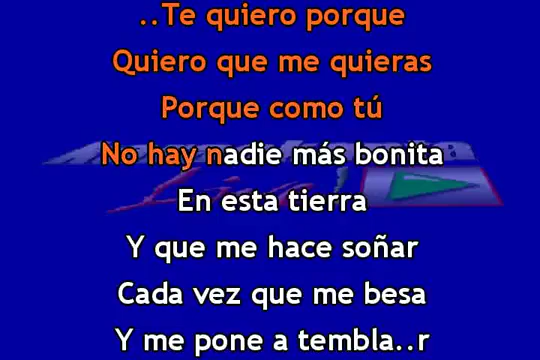 ..Te quiero porque
Quiero que me quieras
Porque como tú
No hay nadie más bonita
En esta tierra
Y que me hace soñar
Cada vez que me besa
Y me pone a tembla..r